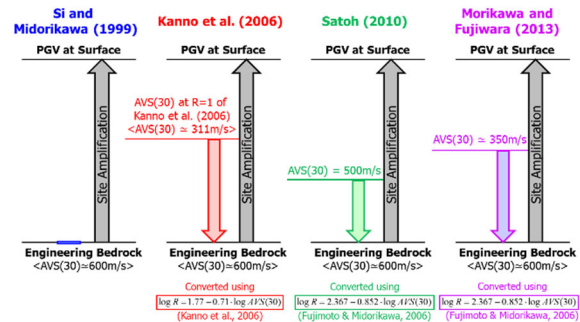 Si and
Midorikawa (1999)
PGV at Surface
Site Amplification
Engineering Bedrock
<AVS(30)≃600m/s>
Kanno et al. (2006)
PGV at Surface
AVS(30) at R=1 of
Kanno et al. (2006)
<AVS(30) ≃ 311m/s>
Site Amplification
Engineering Bedrock
<AVS(30)≃600m/s>
Converted using
log R = 1.77 − 0.71 · log AVS(30)
(Kanno et al., 2006)
Satoh (2010)
PGV at Surface
AVS(30) = 500m/s
Site Amplification
Engineering Bedrock
<AVS(30)≃600m/s>
Converted using
log R = 2.367 − 0.852 · log AVS(30)
(Fujimoto & Midorikawa, 2006)
Morikawa and
Fujiwara (2013)
PGV at Surface
AVS(30) ≃ 350m/s
Site Amplification
Engineering Bedrock
<AVS(30)≃600m/s>
Converted using
log R = 2.367 − 0.852 · log AVS(30)
(Fujimoto & Midorikawa, 2006)